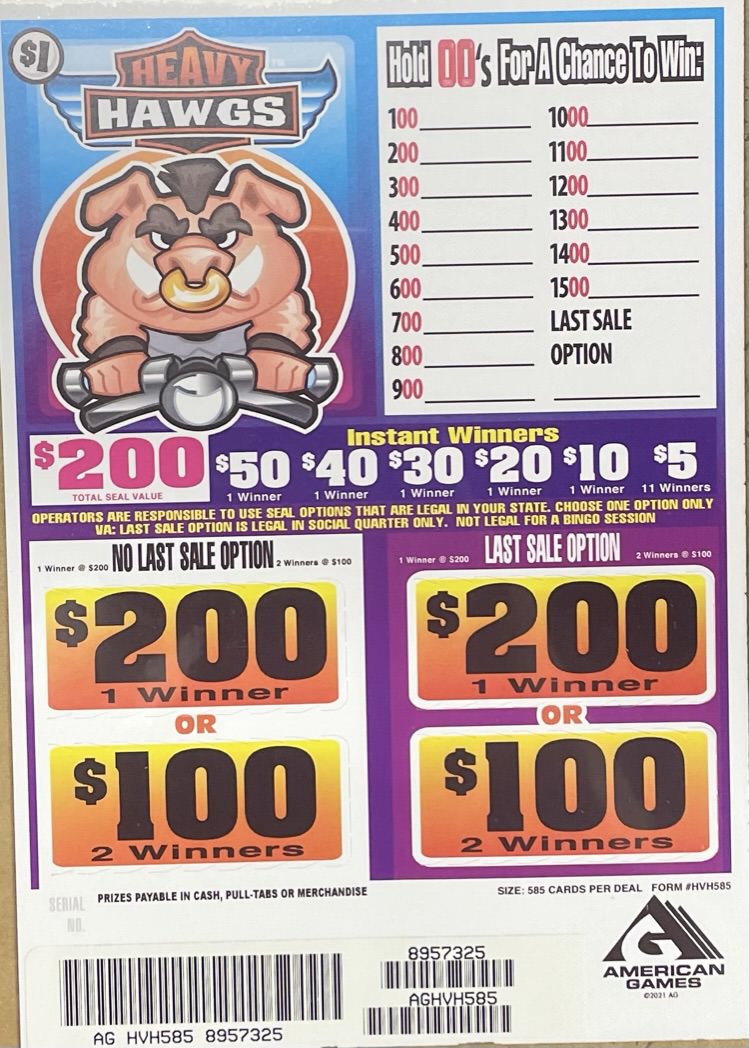 $1
HEAVY™
HAWGS
Hold 00's For A Chance To Win:
100
200
300
400
500
600
700
800
900
1000
1100
1200
1300
1400
1500
LAST SALE
OPTION
$200
TOTAL SEAL VALUE
Instant Winners
$50 $40 $30 $20 $10 $5
1 Winner 1 Winner 1 Winner 1 Winner 1 Winner 11 Winners
OPERATORS ARE RESPONSIBLE TO USE SEAL OPTIONS THAT ARE LEGAL IN YOUR STATE. CHOOSE ONE OPTION ONLY
VA: LAST SALE OPTION IS LEGAL IN SOCIAL QUARTER ONLY. NOT LEGAL FOR A BINGO SESSION
1 Winner @ $200 NO LAST SALE OPTION 2 Winners @ $100
$200
1 Winner
OR
$100
2 Winners
1 Winner @ $200 LAST SALE OPTION 2 Winners @ $100
$200
1 Winner
OR
$100
2 Winners
SERIAL
NO.
PRIZES PAYABLE IN CASH, PULL-TABS OR MERCHANDISE
SIZE: 585 CARDS PER DEAL FORM #HVH585
AG HVH585 8957325
8957325
AGHVH585
AMERICAN
GAMES
©2021 AG